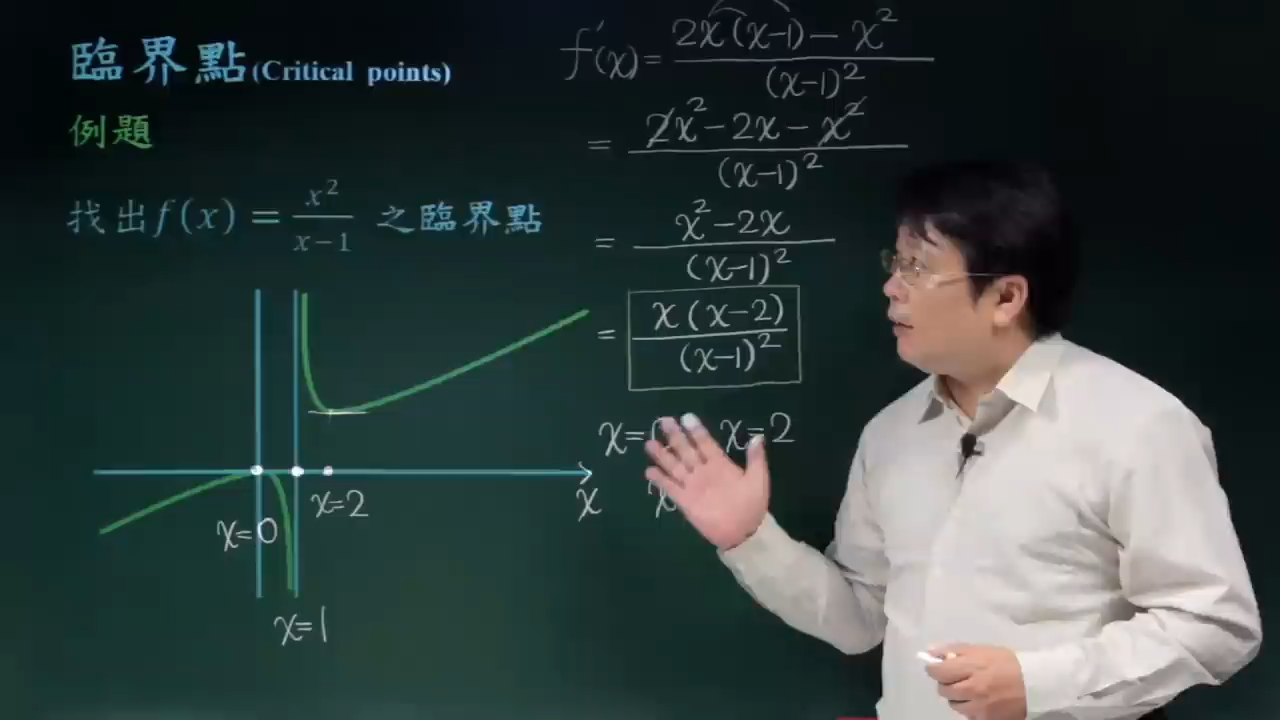 臨界點(Critical points)
例題
找出f(x) = x²/(x−1) 之臨界點
f′(x) = (2x(x−1) − x²)/(x−1)²
= (2x² − 2x − x²)/(x−1)²
= (x² − 2x)/(x−1)²
= x(x−2)/(x−1)²
x= x=2
x
x=2
x
x=0
x=1